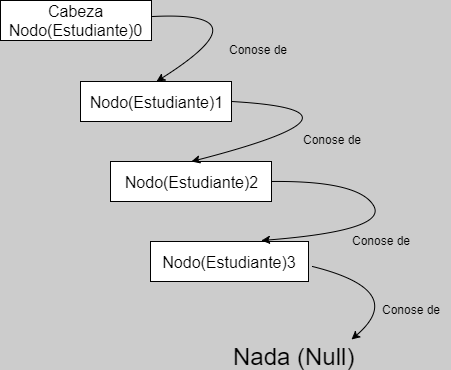 Cabeza
Nodo(Estudiante)0
Conose de
Nodo(Estudiante)1
Conose de
Nodo(Estudiante)2
Conose de
Nodo(Estudiante)3
Conose de
Nada (Null)